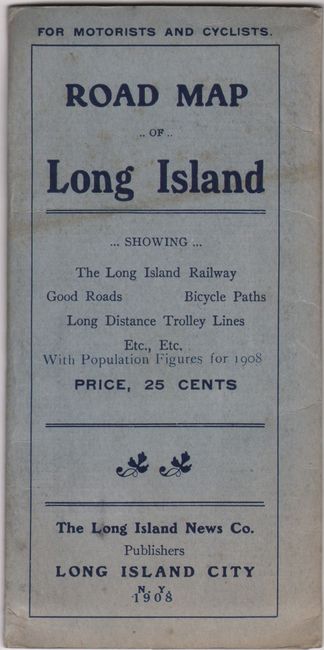 FOR MOTORISTS AND CYCLISTS.
ROAD MAP
.. OF ..
Long Island
... SHOWING ...
The Long Island Railway
Good Roads Bicycle Paths
Long Distance Trolley Lines
Etc., Etc.
With Population Figures for 1908
PRICE, 25 CENTS
The Long Island News Co.
Publishers
LONG ISLAND CITY
N. Y.
1908